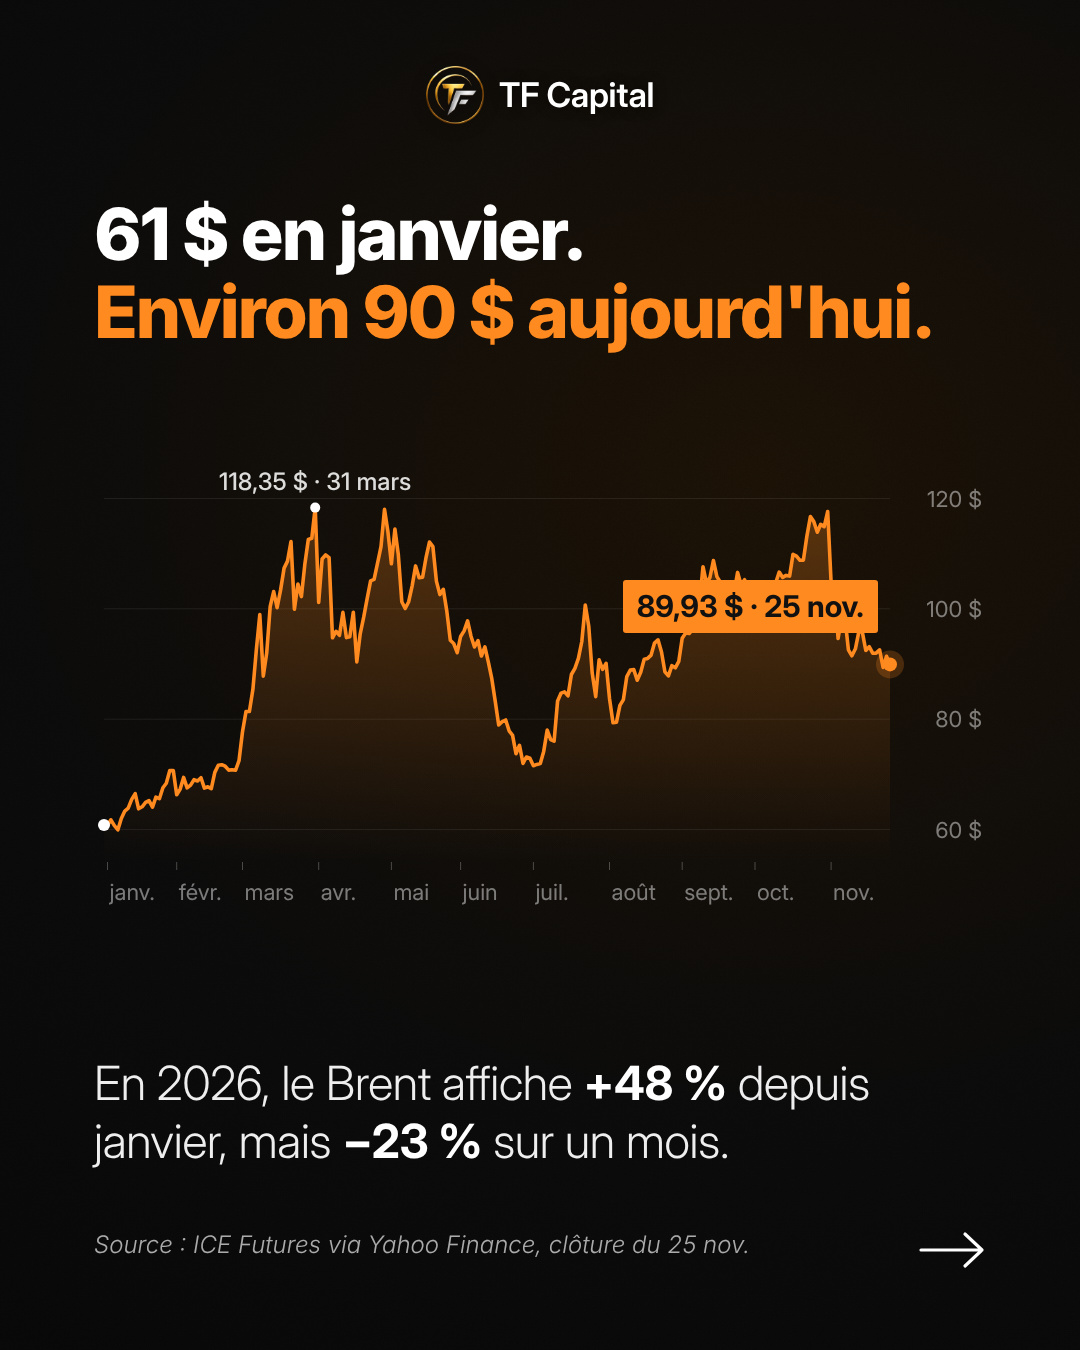 TF Capital
61 $ en janvier.
Environ 90 $ aujourd'hui.
118,35 $ · 31 mars
120 $
89,93 $ · 25 nov.
100 $
80 $
60 $
janv. févr. mars avr. mai juin juil. août sept. oct. nov.
En 2026, le Brent affiche +48 % depuis
janvier, mais –23 % sur un mois.
Source : ICE Futures via Yahoo Finance, clôture du 25 nov.